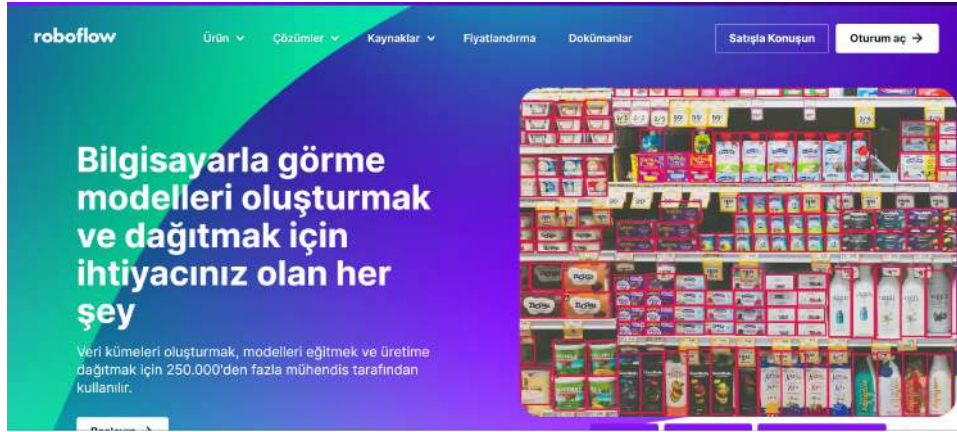 roboflow
Ürün
Çözümler
Kaynaklar
Fiyatlandırma
Dokümanlar
Satışla Konuşun
Oturum aç →
Bilgisayarla görme
modelleri oluşturmak
ve dağıtmak için
ihtiyacınız olan her
şey
Veri kümeleri oluşturmak, modelleri eğitmek ve üretime
dağıtmak için 250.000'den fazla mühendis tarafından
kullanılır.
Başlayın →